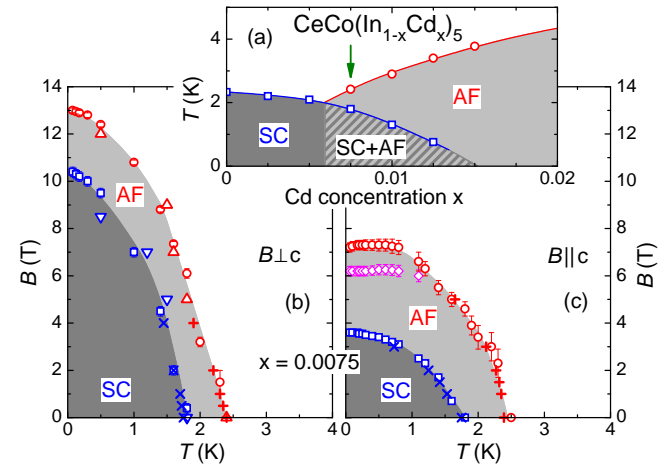 CeCo(In₁₋ₓCdₓ)₅
(a)
T (K)
4
2
0
AF
SC
SC+AF
0
0.01
0.02
Cd concentration x
B (T)
14
12
10
8
6
4
2
0
AF
SC
B⊥c
(b)
x = 0.0075
0
1
2
3
4
T (K)
B||c
(c)
AF
SC
0
1
2
3
4
T (K)
14
12
10
8
6
4
2
0
B (T)